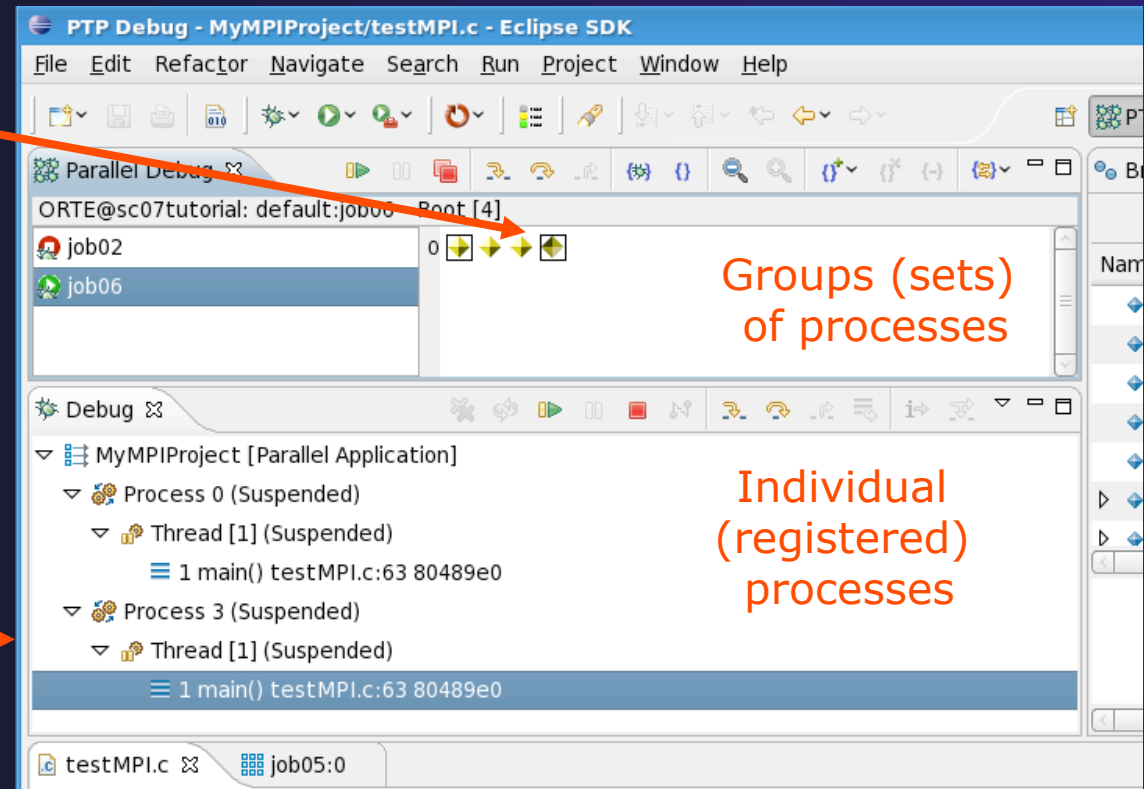 PTP Debug - MyMPIProject/testMPI.c - Eclipse SDK
File Edit Refactor Navigate Search Run Project Window Help
010
Parallel Debug
ORTE@sc07tutorial: default:job06 - Root [4]
job02
0
job06
Groups (sets)
of processes
Nam
Debug
MyMPIProject [Parallel Application]
Process 0 (Suspended)
Thread [1] (Suspended)
1 main() testMPI.c:63 80489e0
Process 3 (Suspended)
Thread [1] (Suspended)
1 main() testMPI.c:63 80489e0
Individual
(registered)
processes
testMPI.c job05:0